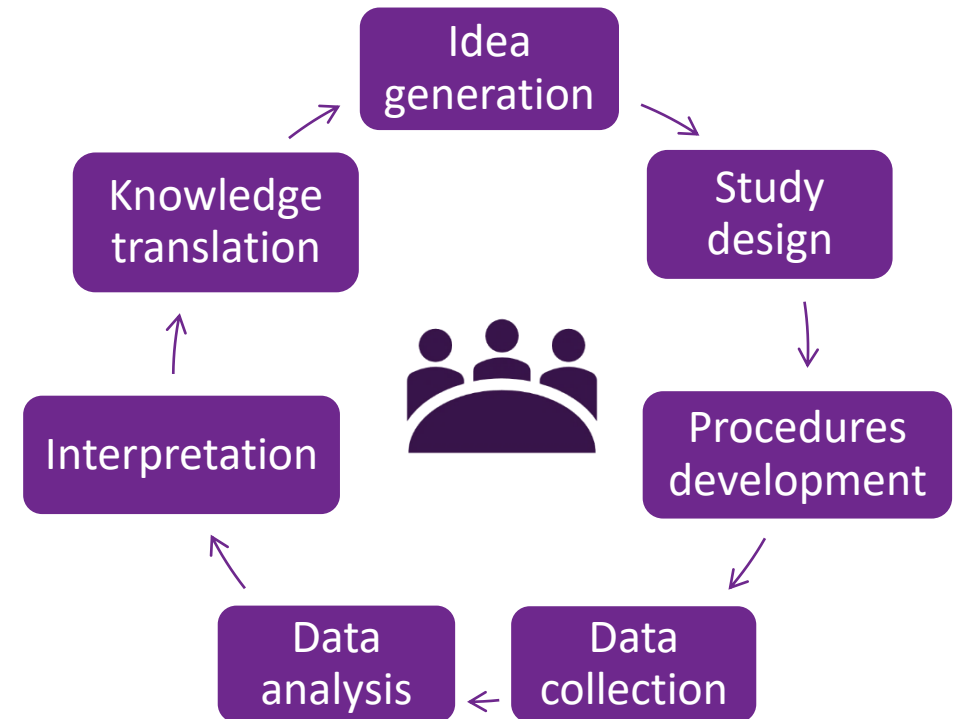 Idea
generation
Study
design
Procedures
development
Data
collection
Data
analysis
Interpretation
Knowledge
translation